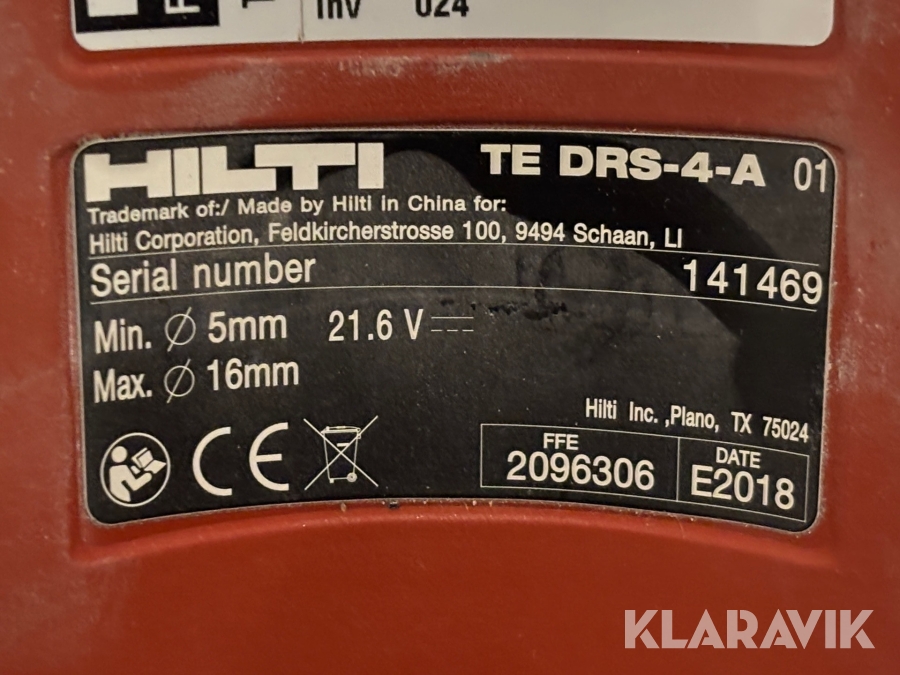 Inv 024
HILTI TE DRS-4-A 01
Trademark of:/ Made by Hilti in China for:
Hilti Corporation, Feldkircherstrosse 100, 9494 Schaan, LI
Serial number 141469
Min. ∅ 5mm 21.6 V
Max. ∅ 16mm
Hilti Inc. ,Plano, TX 75024
CE
FFE
2096306
DATE
E2018
KLARAVIK